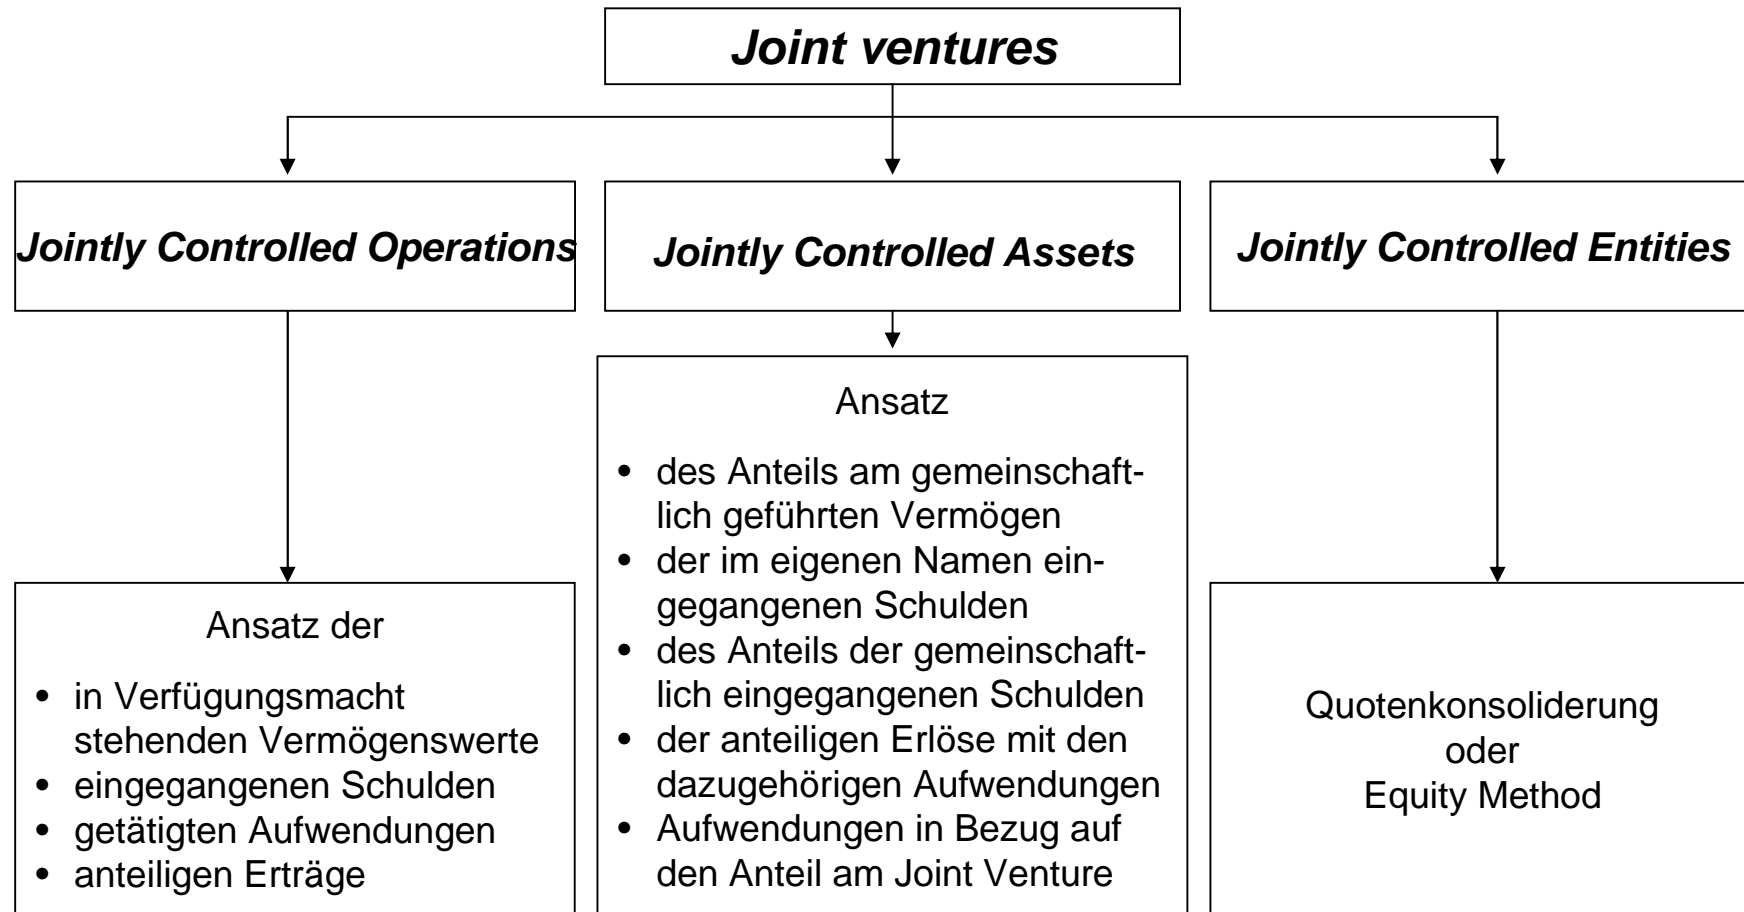 Joint ventures
Jointly Controlled Operations
Jointly Controlled Assets
Jointly Controlled Entities
Ansatz der
• in Verfügungsmacht
stehenden Vermögenswerte
• eingegangenen Schulden
• getätigten Aufwendungen
• anteiligen Erträge
Ansatz
• des Anteils am gemeinschaft-
lich geführten Vermögen
• der im eigenen Namen ein-
gegangenen Schulden
• des Anteils der gemeinschaft-
lich eingegangenen Schulden
• der anteiligen Erlöse mit den
dazugehörigen Aufwendungen
• Aufwendungen in Bezug auf
den Anteil am Joint Venture
Quotenkonsoliderung
oder
Equity Method